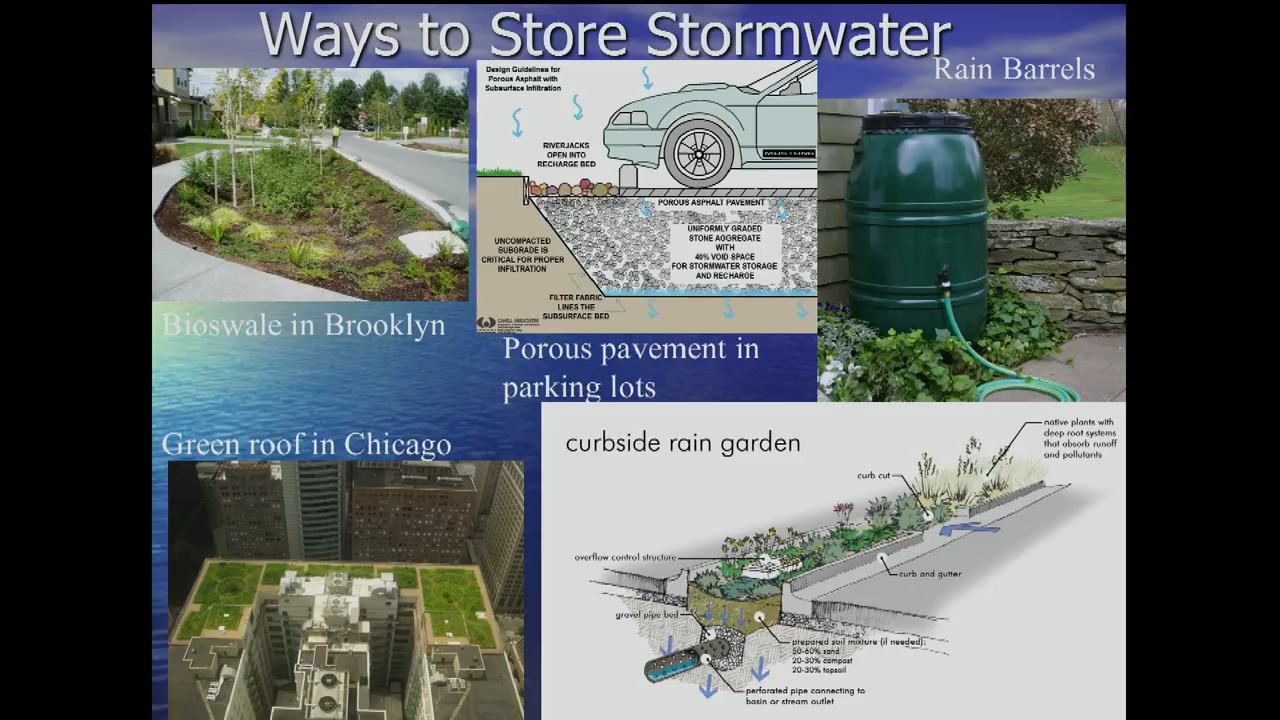 Ways to Store Stormwater
Rain Barrels
Design Guidelines for
Porous Asphalt with
Subsurface Infiltration
RIVERJACKS
OPEN INTO
RECHARGE BED
POROUS ASPHALT PAVEMENT
UNIFORMLY GRADED
STONE AGGREGATE
WITH
40% VOID SPACE
FOR STORMWATER STORAGE
AND RECHARGE
UNCOMPACTED
SUBGRADE IS
CRITICAL FOR PROPER
INFILTRATION
FILTER FABRIC
LINES THE
SUBSURFACE BED
CAHILL ASSOCIATES
Bioswale in Brooklyn
Porous pavement in
parking lots
Green roof in Chicago
curbside rain garden
native plants with
deep root systems
that absorb runoff
and pollutants
curb cut
overflow control structure
curb and gutter
gravel pipe bed
prepared soil mixture (if needed):
50-60% sand
20-30% compost
20-30% topsoil
perforated pipe connecting to
basin or stream outlet